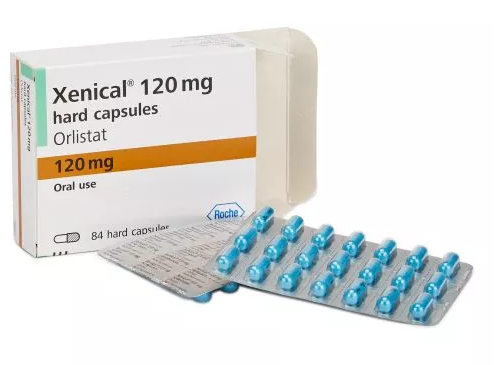 Xenical® 120 mg
hard capsules
Orlistat
120 mg
Oral use
Roche
84 hard capsules